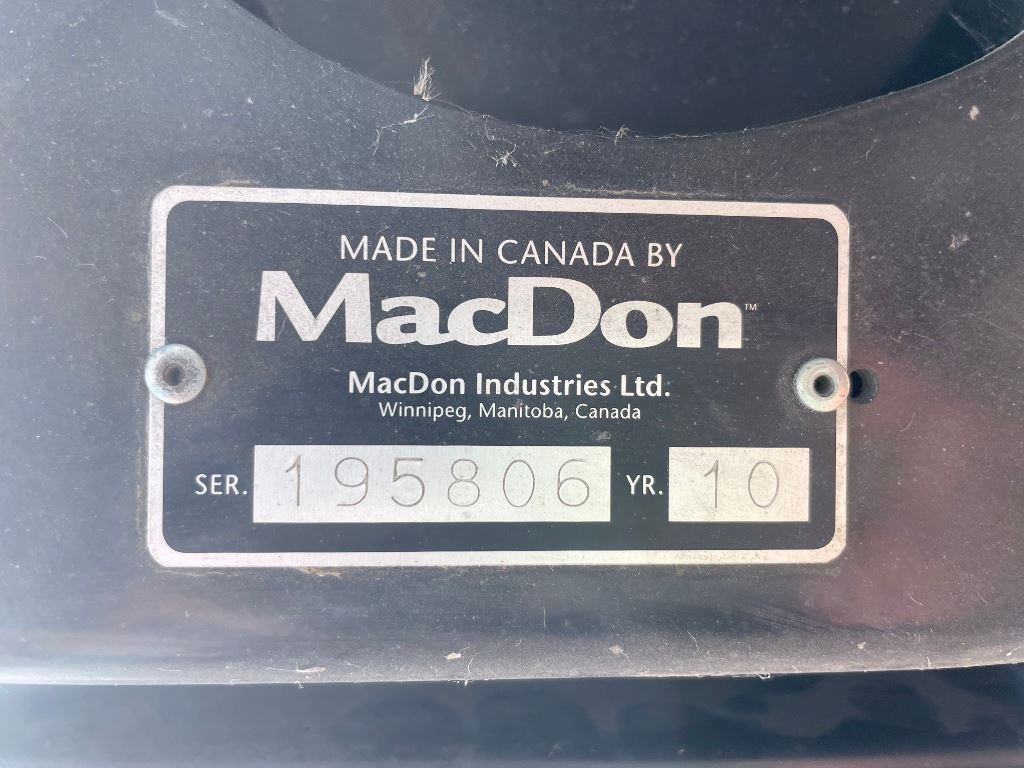 MADE IN CANADA BY
MacDon™
MacDon Industries Ltd.
Winnipeg, Manitoba, Canada
SER. 195806 YR. 10